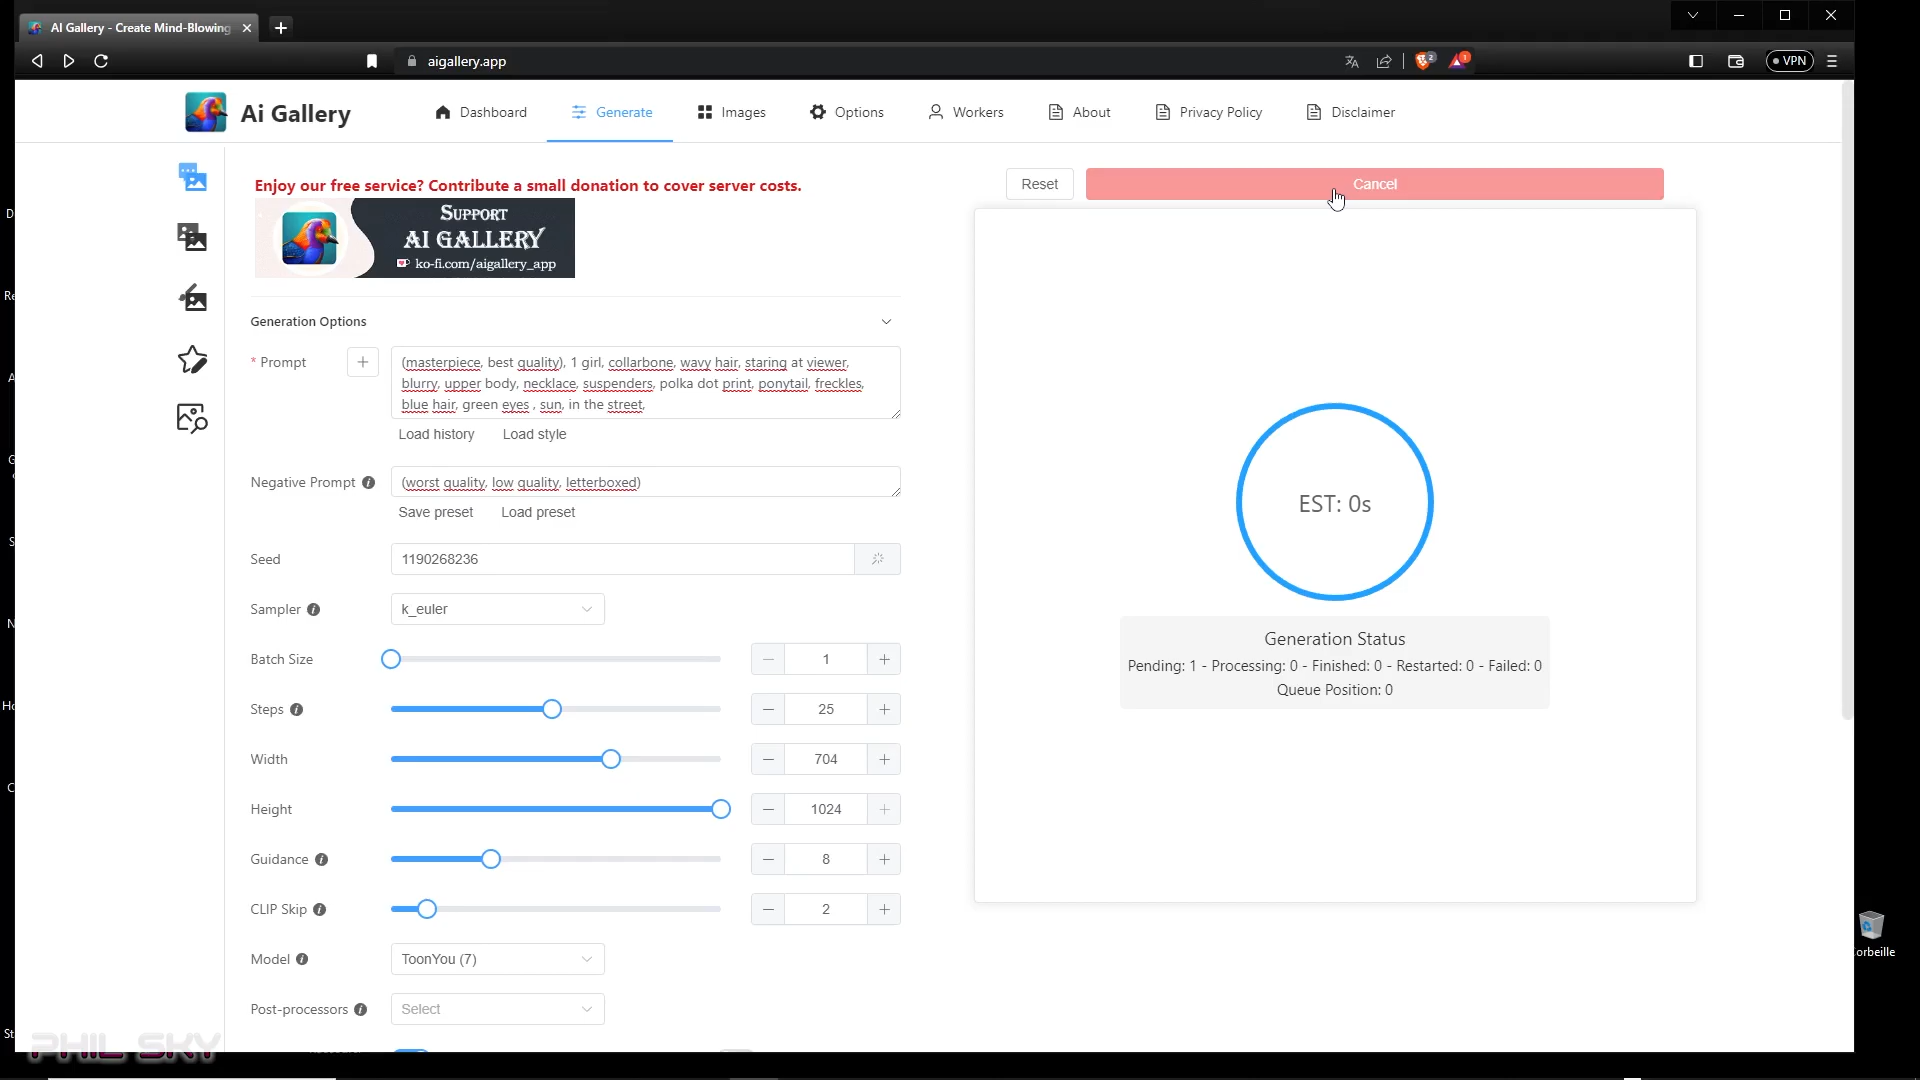 AI Gallery - Create Mind-Blowing
aigallery.app
2
1
VPN
Ai Gallery
Dashboard
Generate
Images
Options
Workers
About
Privacy Policy
Disclaimer
Enjoy our free service? Contribute a small donation to cover server costs.
SUPPORT
AI GALLERY
ko-fi.com/aigallery_app
Reset
Cancel
Generation Options
* Prompt
(masterpiece, best quality), 1 girl, collarbone, wavy hair, staring at viewer,
blurry, upper body, necklace, suspenders, polka dot print, ponytail, freckles,
blue hair, green eyes , sun, in the street,
Load history Load style
Negative Prompt
(worst quality, low quality, letterboxed)
Save preset Load preset
Seed 1190268236
Sampler k_euler
Batch Size 1
Steps 25
Width 704
Height 1024
Guidance 8
CLIP Skip 2
Model ToonYou (7)
Post-processors Select
EST: 0s
Generation Status
Pending: 1 - Processing: 0 - Finished: 0 - Restarted: 0 - Failed: 0
Queue Position: 0
orbeille
PHIL SKY